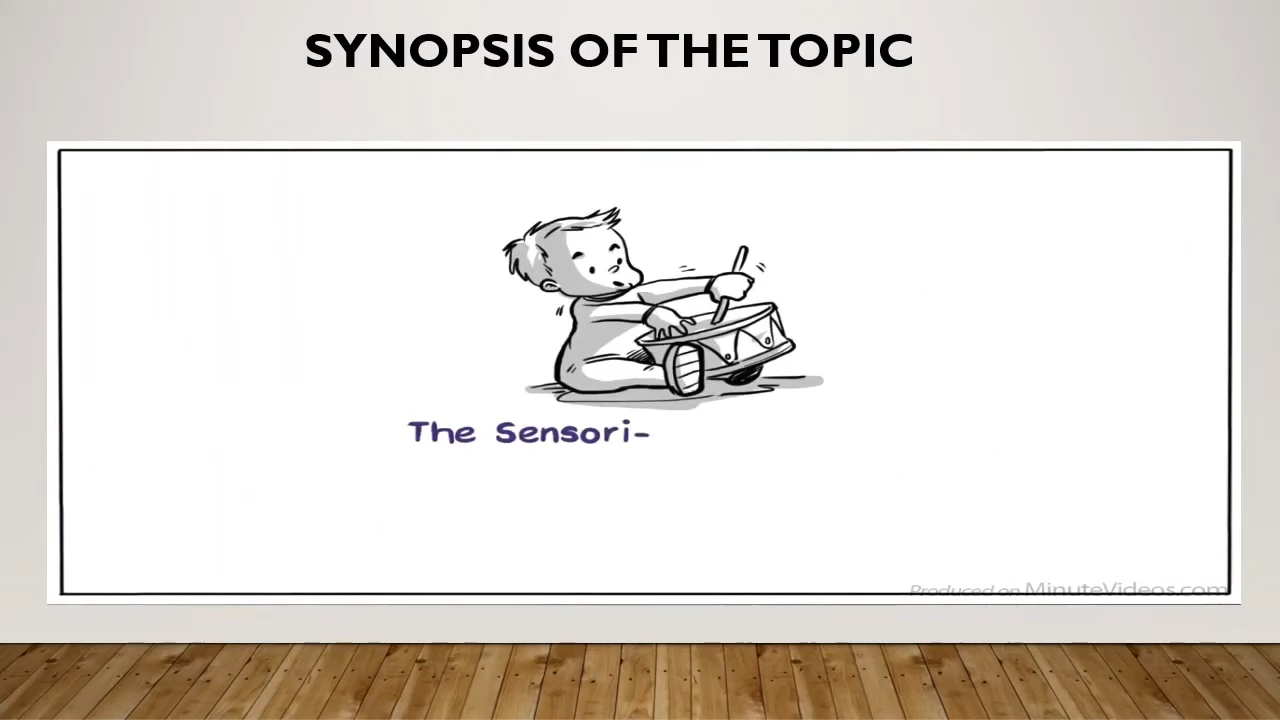 SYNOPSIS OF THE TOPIC
The Sensori-
Produced on MinuteVideos.com